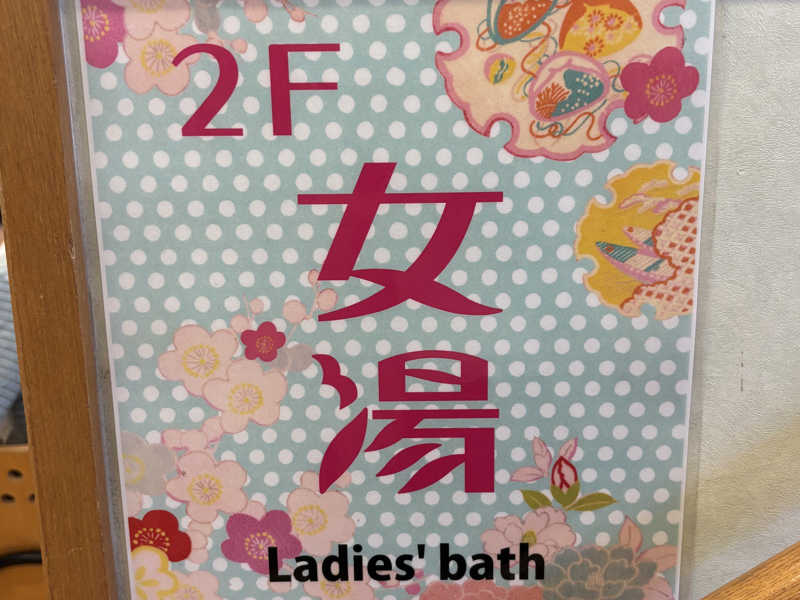 2F
女
湯
Ladies' bath